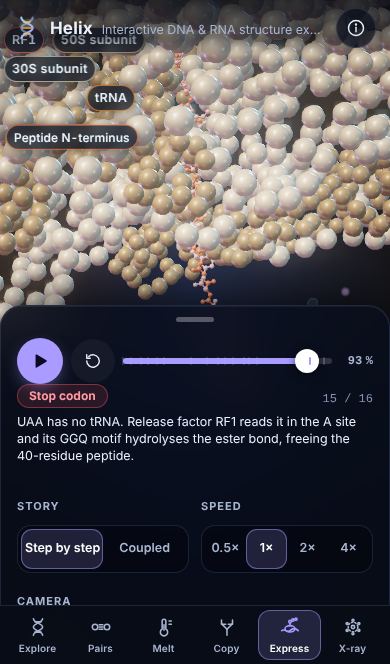 Helix Interactive DNA & RNA structure ex...
RF1 50S subunit
30S subunit
tRNA
Peptide N-terminus
93 %
Stop codon
15 / 16
UAA has no tRNA. Release factor RF1 reads it in the A site
and its GGQ motif hydrolyses the ester bond, freeing the
40-residue peptide.
STORY
SPEED
Step by step Coupled
0.5× 1× 2× 4×
CAMERA
Explore Pairs Melt Copy Express X-ray